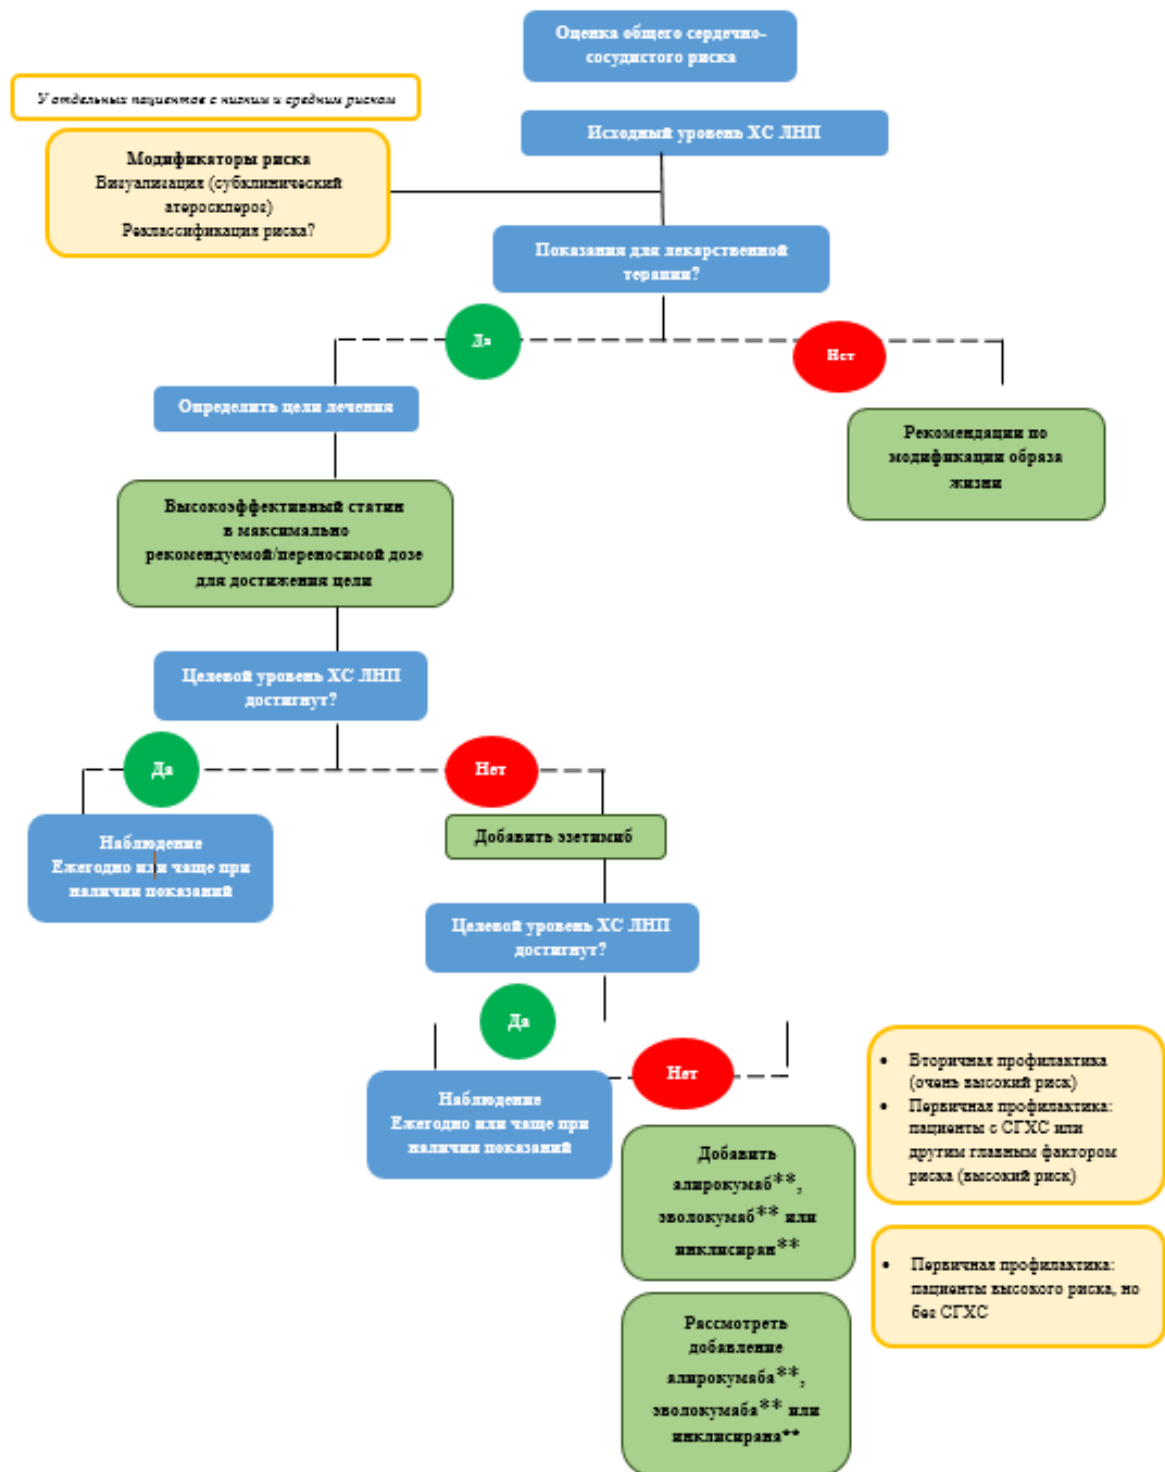 Оценка общего сердечно-
сосудистого риска
У отдельных пациентов с низким и средним риском
Исходный уровень ХС ЛНП
Модификаторы риска
Визуализация (субклинический
атеросклероз)
Реклассификация риска?
Показания для лекарственной
терапии?
Да
Нет
Определить цели лечения
Рекомендации по
модификации образа
жизни
Высокоэффективный статин
в максимально
рекомендуемой/переносимой дозе
для достижения цели
Целевой уровень ХС ЛНП
достигнут?
Да
Нет
Наблюдение
Ежегодно или чаще при
наличии показаний
Добавить эзетимиб
Целевой уровень ХС ЛНП
достигнут?
Да
Нет
Наблюдение
Ежегодно или чаще при
наличии показаний
• Вторичная профилактика
(очень высокий риск)
• Первичная профилактика:
пациенты с СГХС или
другим главным фактором
риска (высокий риск)
Добавить
алирокумаб**,
эволокумаб** или
инклисиран**
• Первичная профилактика:
пациенты высокого риска, но
без СГХС
Рассмотреть
добавление
алирокумаба**,
эволокумаба** или
инклисирана**